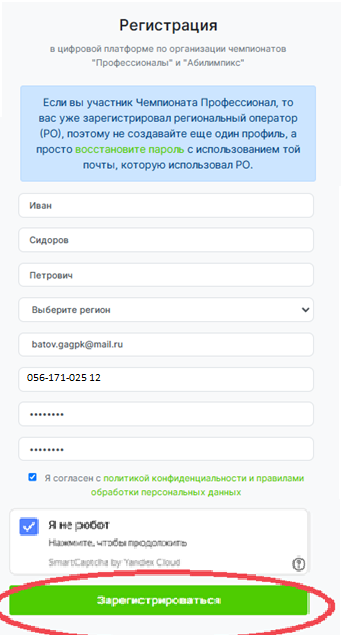 Регистрация
в цифровой платформе по организации чемпионатов
"Профессионалы" и "Абилимпикс"
Если вы участник Чемпионата Профессионал, то
вас уже зарегистрировал региональный оператор
(РО), поэтому не создавайте еще один профиль, а
просто восстановите пароль с использованием той
почты, которую использовал РО.
Иван
Сидоров
Петрович
Выберите регион
batov.gagpk@mail.ru
056-171-025 12
••••••••
••••••••
Я согласен с политикой конфиденциальности и правилами
обработки персональных данных
Я не робот
Нажмите, чтобы продолжить
SmartCaptcha by Yandex Cloud
Зарегистрироваться